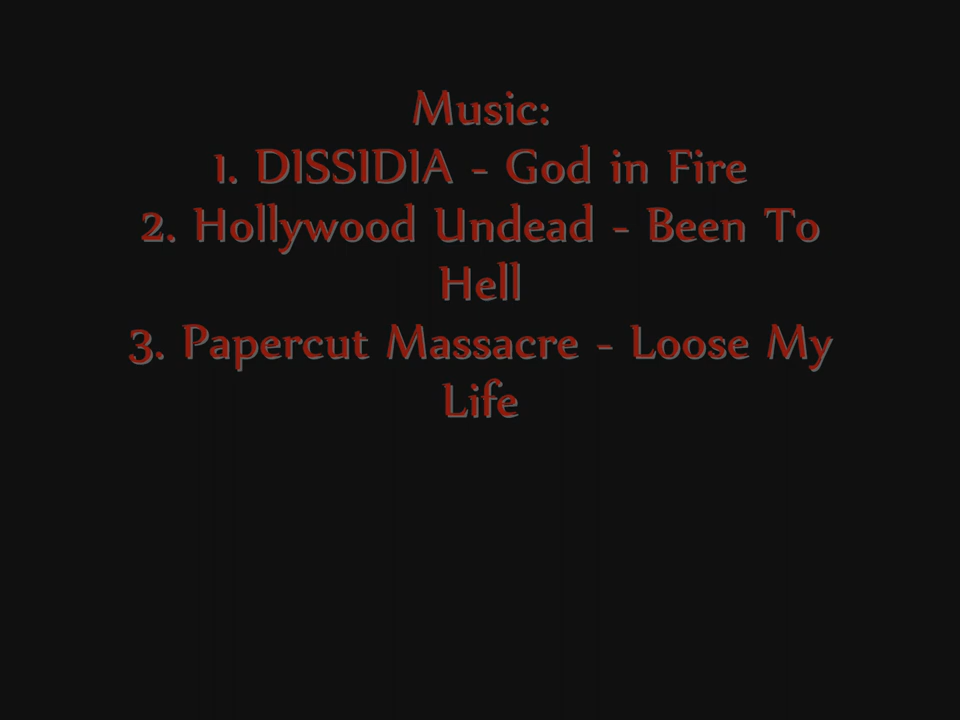 Music:
1. DISSIDIA - God in Fire
2. Hollywood Undead - Been To
Hell
3. Papercut Massacre - Loose My
Life